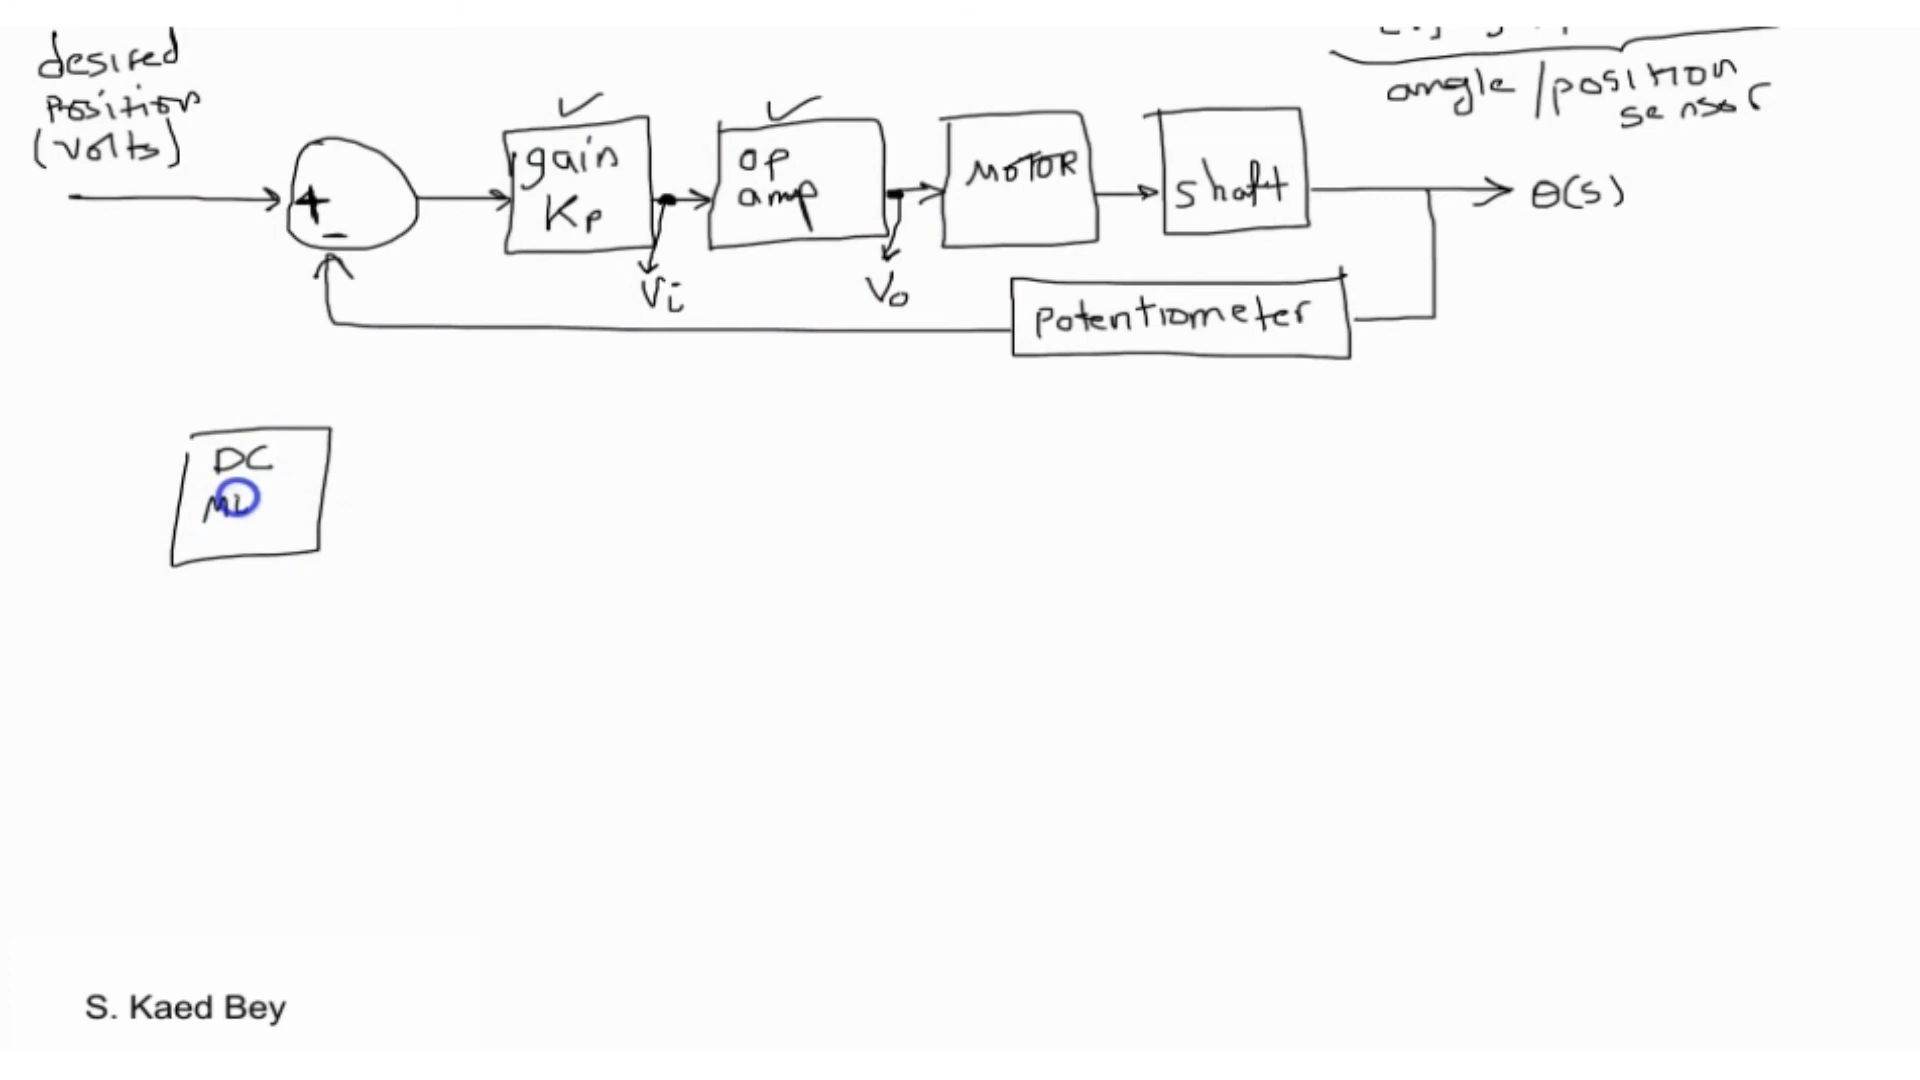 desired
position
(volts)
angle / position
sensor
+
gain
Kp
op
amp
MOTOR
shaft
θ(s)
−
Vi
Vo
potentiometer
DC
S. Kaed Bey